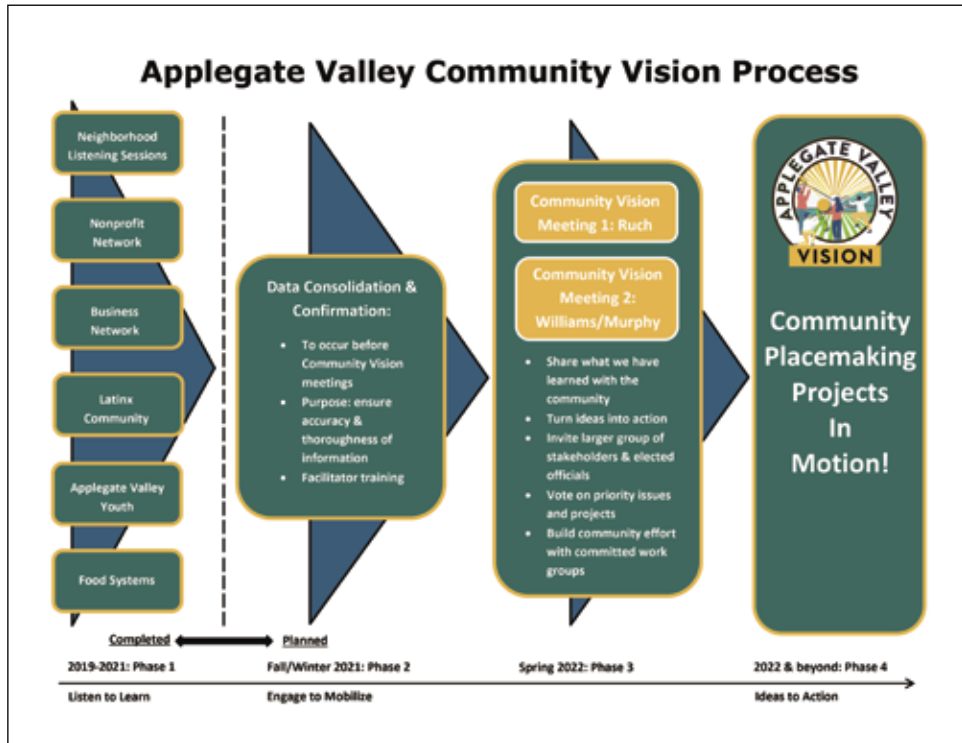 Applegate Valley Community Vision Process
Neighborhood
Listening Sessions
Nonprofit
Network
Business
Network
Latinx
Community
Applegate Valley
Youth
Food Systems
Data Consolidation &
Confirmation:
• To occur before
Community Vision
meetings
• Purpose: ensure
accuracy &
thoroughness of
information
• Facilitator training
Community Vision
Meeting 1: Ruch
Community Vision
Meeting 2:
Williams/Murphy
• Share what we have
learned with the
community
• Turn ideas into action
• Invite larger group of
stakeholders & elected
officials
• Vote on priority issues
and projects
• Build community effort
with committed work
groups
APPLEGATE VALLEY
VISION
Community
Placemaking
Projects
In
Motion!
Completed
Planned
2019-2021: Phase 1
Fall/Winter 2021: Phase 2
Spring 2022: Phase 3
2022 & beyond: Phase 4
Listen to Learn
Engage to Mobilize
Ideas to Action